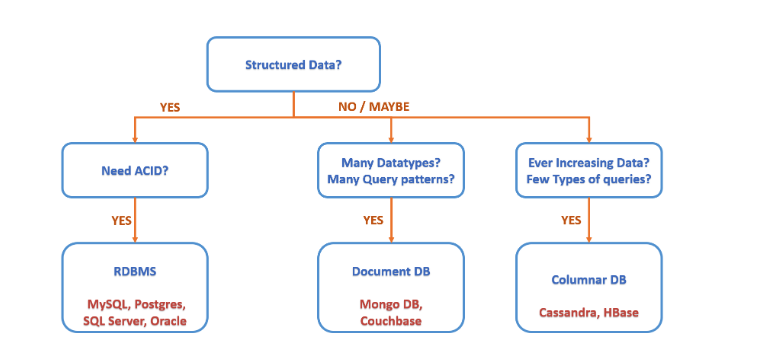 Structured Data?
YES
NO / MAYBE
Need ACID?
Many Datatypes?
Many Query patterns?
Ever Increasing Data?
Few Types of queries?
YES
YES
YES
RDBMS
MySQL, Postgres,
SQL Server, Oracle
Document DB
Mongo DB,
Couchbase
Columnar DB
Cassandra, HBase